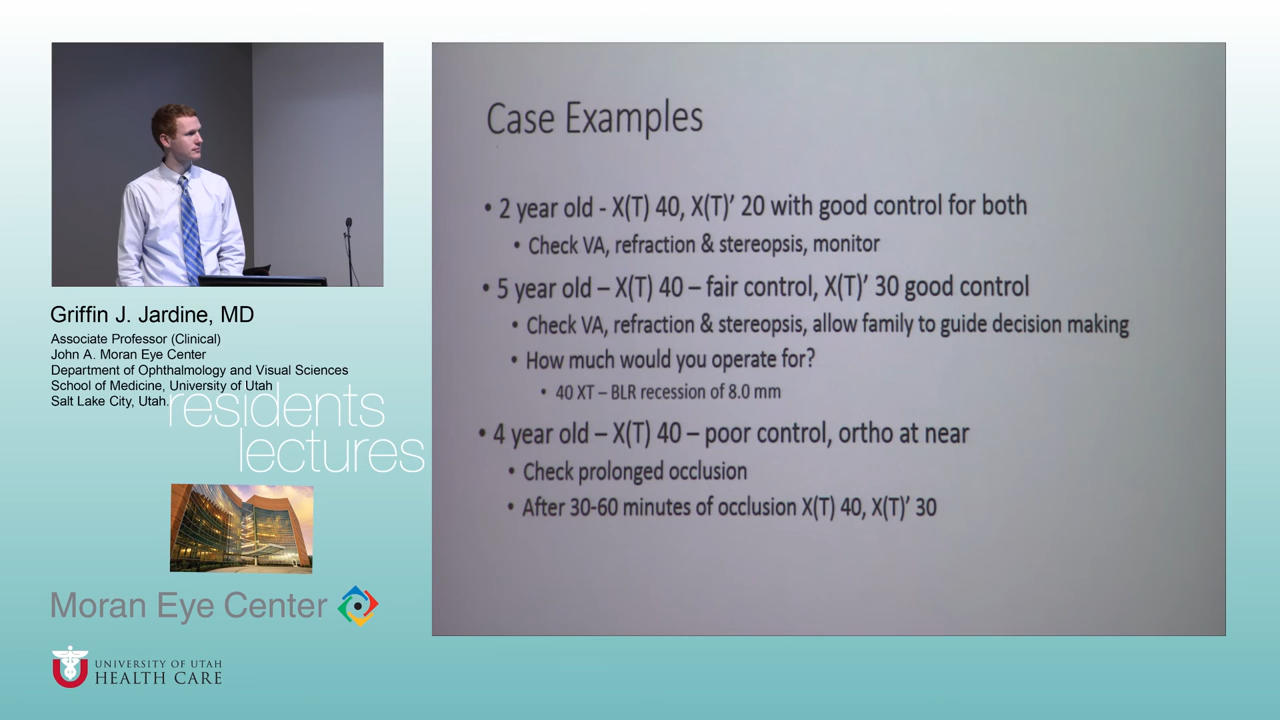 Griffin J. Jardine, MD
Associate Professor (Clinical)
John A. Moran Eye Center
Department of Ophthalmology and Visual Sciences
School of Medicine, University of Utah
Salt Lake City, Utah.
residents
lectures
Moran Eye Center
UNIVERSITY OF UTAH
HEALTH CARE
Case Examples
• 2 year old - X(T) 40, X(T)’ 20 with good control for both
• Check VA, refraction & stereopsis, monitor
• 5 year old – X(T) 40 – fair control, X(T)’ 30 good control
• Check VA, refraction & stereopsis, allow family to guide decision making
• How much would you operate for?
• 40 XT – BLR recession of 8.0 mm
• 4 year old – X(T) 40 – poor control, ortho at near
• Check prolonged occlusion
• After 30-60 minutes of occlusion X(T) 40, X(T)’ 30